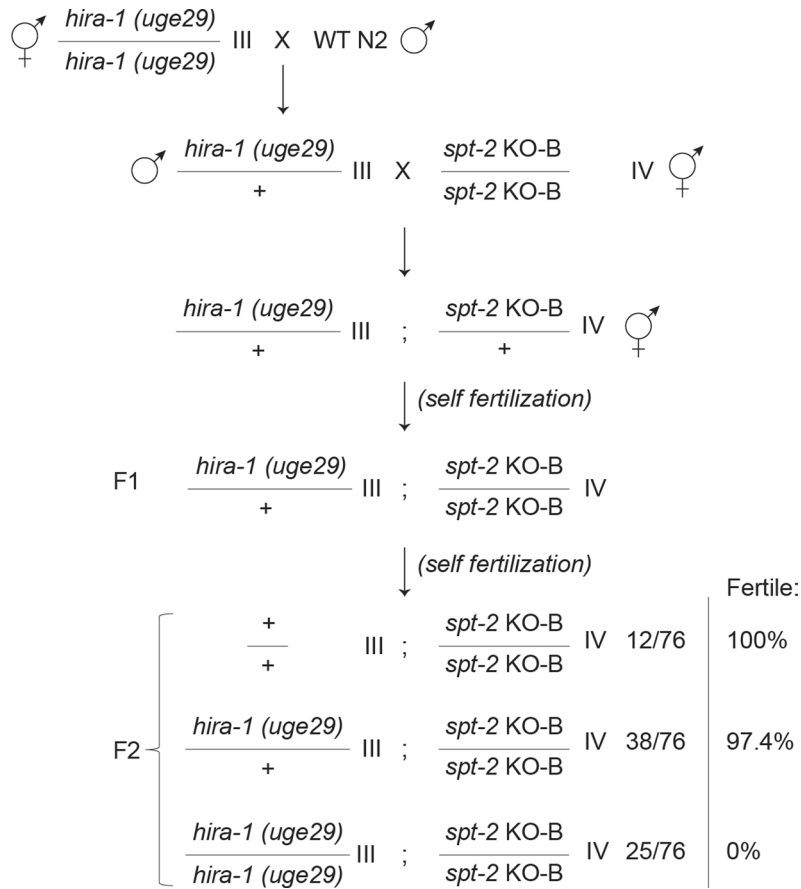 hira-1 (uge29)
hira-1 (uge29)
III X WT N2
hira-1 (uge29)
+
III X
spt-2 KO-B
spt-2 KO-B
IV
hira-1 (uge29)
+
III ;
spt-2 KO-B
+
IV
(self fertilization)
F1
hira-1 (uge29)
+
III ;
spt-2 KO-B
spt-2 KO-B
IV
(self fertilization)
Fertile:
F2
+
+
III ;
spt-2 KO-B
spt-2 KO-B
IV 12/76 100%
hira-1 (uge29)
+
III ;
spt-2 KO-B
spt-2 KO-B
IV 38/76 97.4%
hira-1 (uge29)
hira-1 (uge29)
III ;
spt-2 KO-B
spt-2 KO-B
IV 25/76 0%